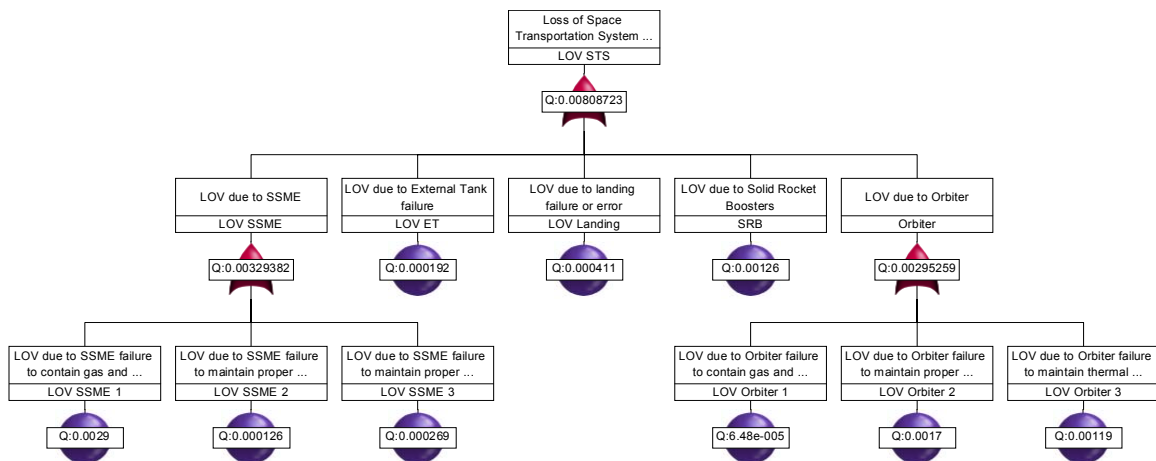 Loss of Space
Transportation System ...
LOV STS
Q:0.00808723
LOV due to SSME
LOV SSME
Q:0.00329382
LOV due to External Tank
failure
LOV ET
Q:0.000192
LOV due to landing
failure or error
LOV Landing
Q:0.000411
LOV due to Solid Rocket
Boosters
SRB
Q:0.00126
LOV due to Orbiter
Orbiter
Q:0.00295259
LOV due to SSME failure
to contain gas and ...
LOV SSME 1
Q:0.0029
LOV due to SSME failure
to maintain proper ...
LOV SSME 2
Q:0.000126
LOV due to SSME failure
to maintain proper ...
LOV SSME 3
Q:0.000269
LOV due to Orbiter failure
to contain gas and ...
LOV Orbiter 1
Q:6.48e-005
LOV due to Orbiter failure
to maintain proper ...
LOV Orbiter 2
Q:0.0017
LOV due to Orbiter failure
to maintain thermal ...
LOV Orbiter 3
Q:0.00119